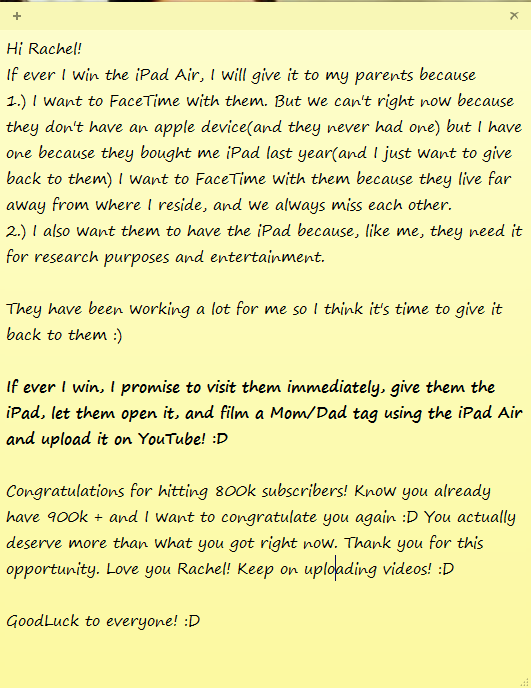 Hi Rachel!
If ever I win the iPad Air, I will give it to my parents because
1.) I want to FaceTime with them. But we can't right now because
they don't have an apple device(and they never had one) but I have
one because they bought me iPad last year(and I just want to give
back to them) I want to FaceTime with them because they live far
away from where I reside, and we always miss each other.
2.) I also want them to have the iPad because, like me, they need it
for research purposes and entertainment.
They have been working a lot for me so I think it's time to give it
back to them :)
If ever I win, I promise to visit them immediately, give them the
iPad, let them open it, and film a Mom/Dad tag using the iPad Air
and upload it on YouTube! :D
Congratulations for hitting 800k subscribers! Know you already
have 900k + and I want to congratulate you again :D You actually
deserve more than what you got right now. Thank you for this
opportunity. Love you Rachel! Keep on uploading videos! :D
GoodLuck to everyone! :D